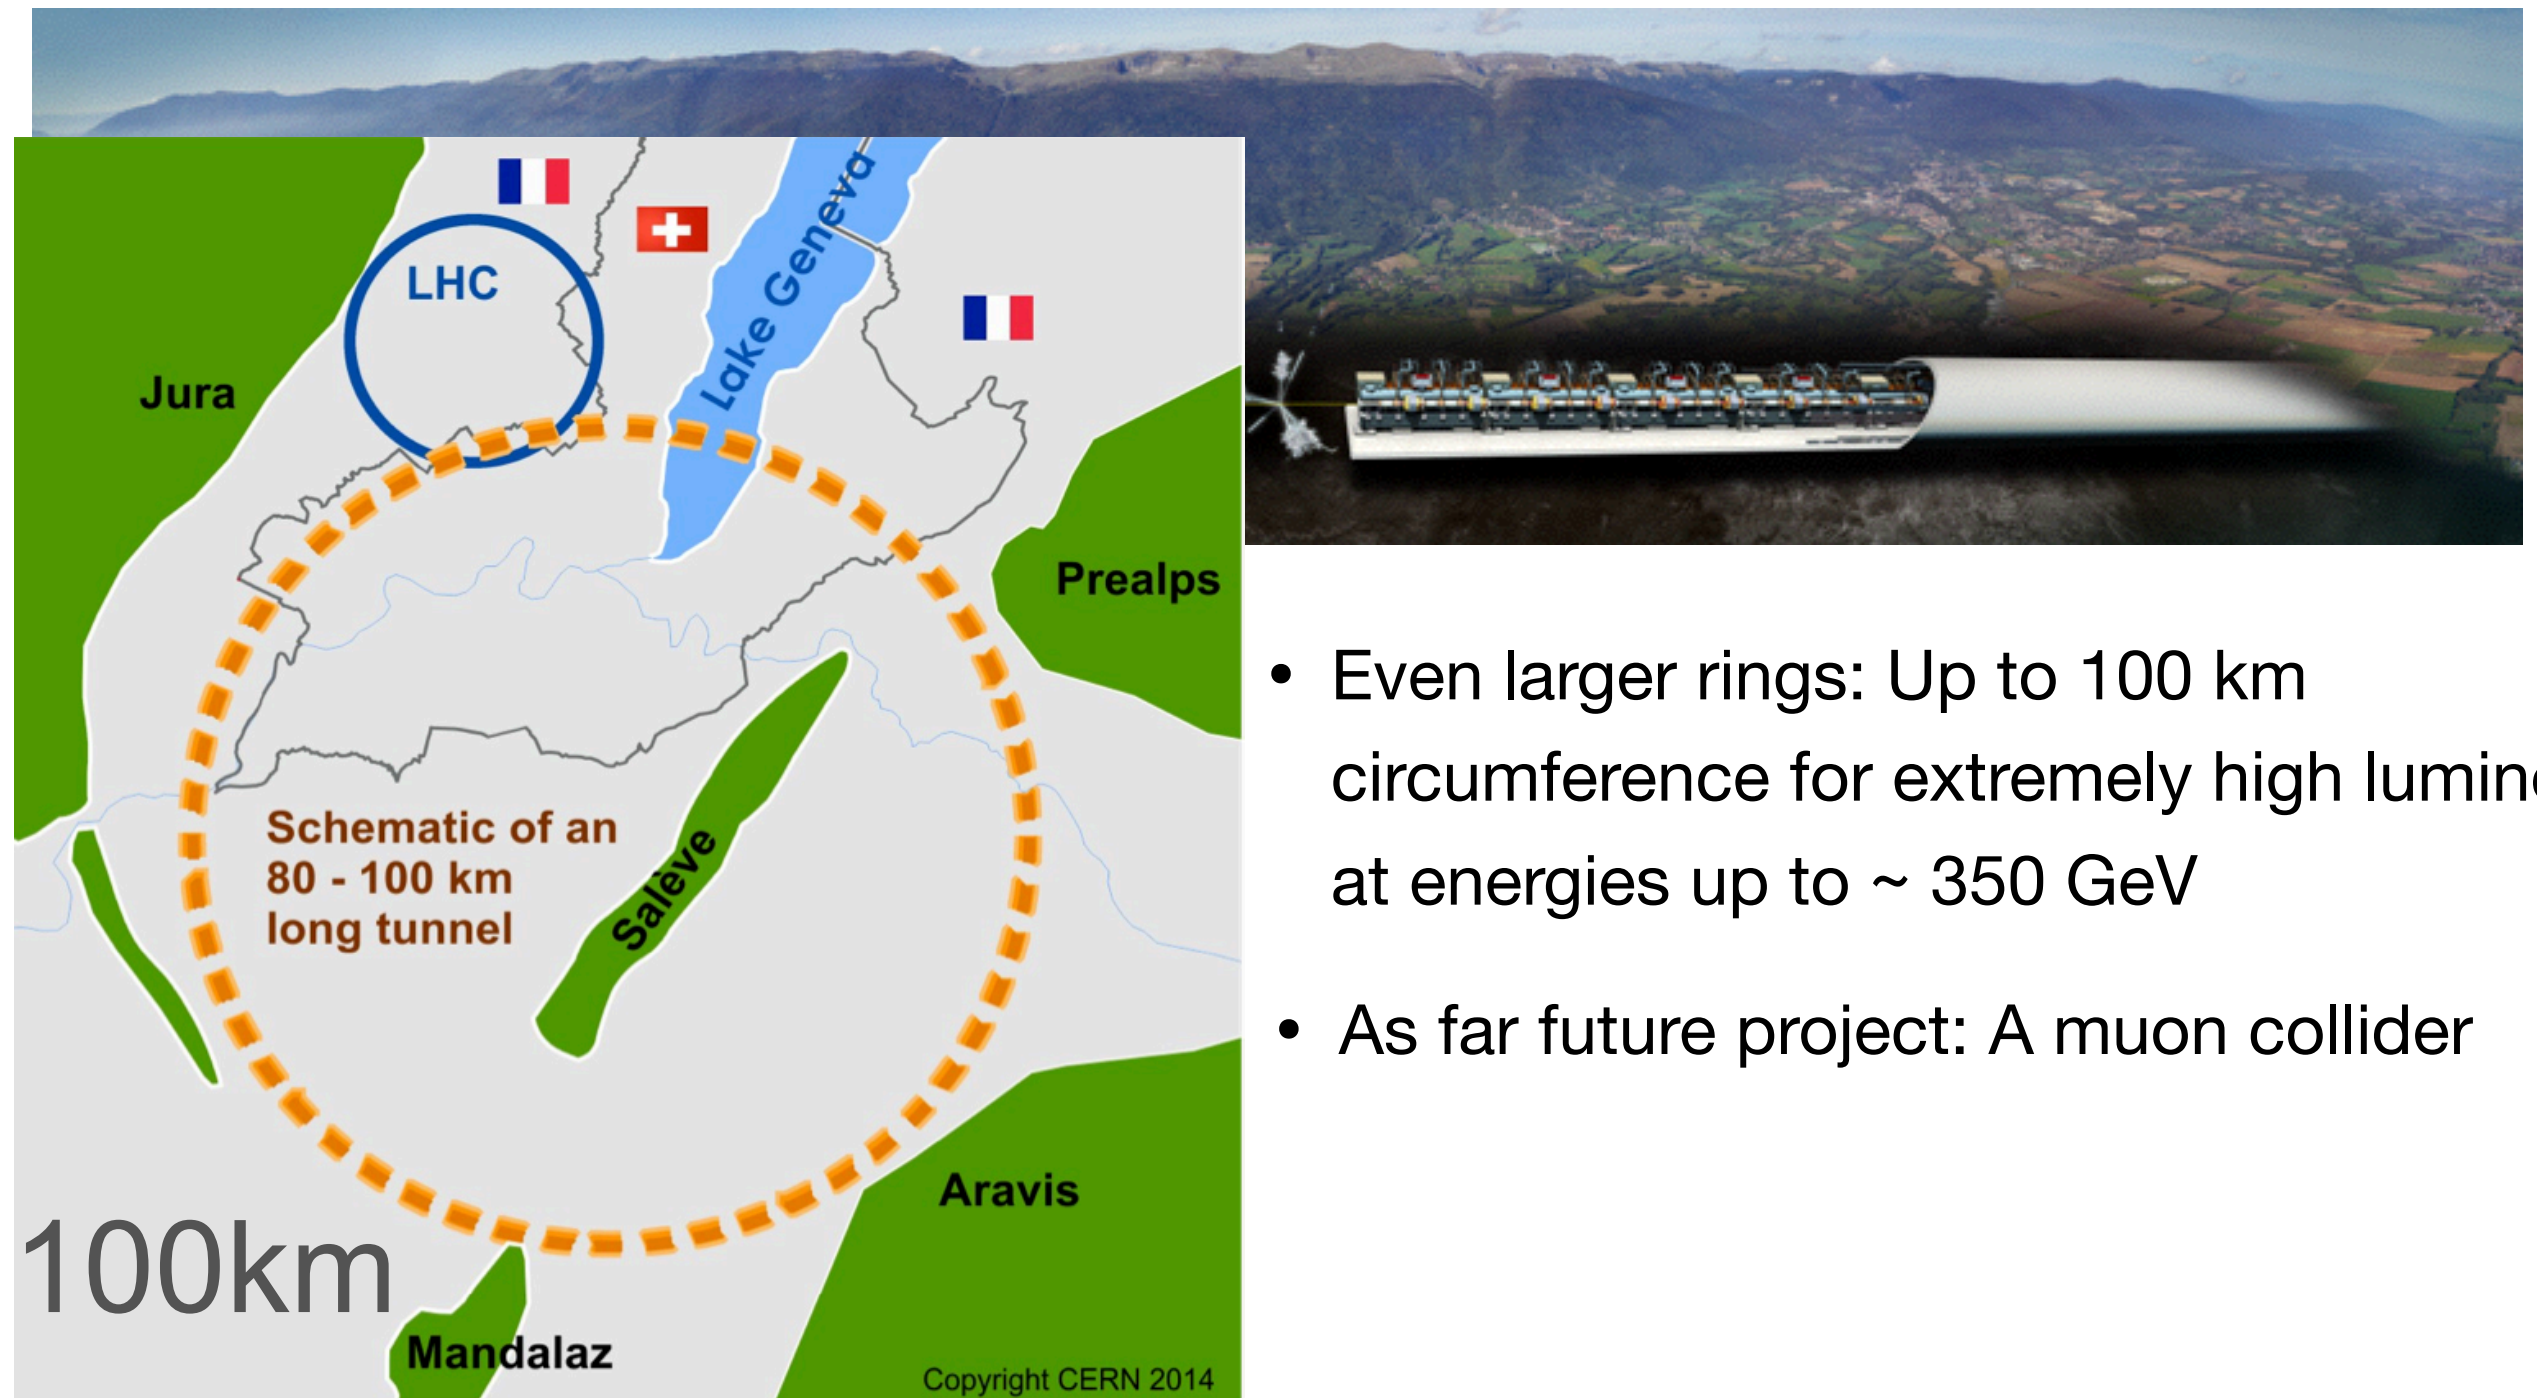 LHC
Lake Geneva
Jura
Prealps
Schematic of an
80 - 100 km
long tunnel
Salève
Aravis
100km
Mandalaz
Copyright CERN 2014
• Even larger rings: Up to 100 km
circumference for extremely high
at energies up to ~ 350 GeV
• As far future project: A muon collider